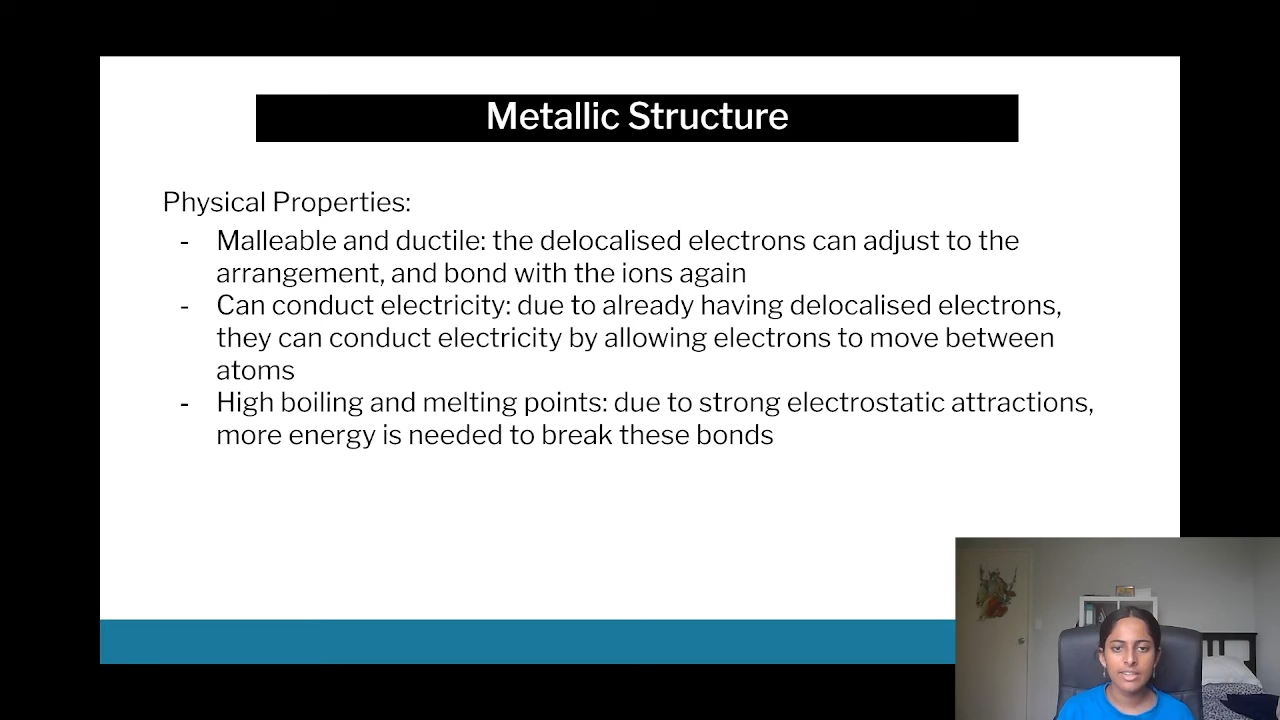 Metallic Structure
Physical Properties:
- Malleable and ductile: the delocalised electrons can adjust to the
arrangement, and bond with the ions again
- Can conduct electricity: due to already having delocalised electrons,
they can conduct electricity by allowing electrons to move between
atoms
- High boiling and melting points: due to strong electrostatic attractions,
more energy is needed to break these bonds